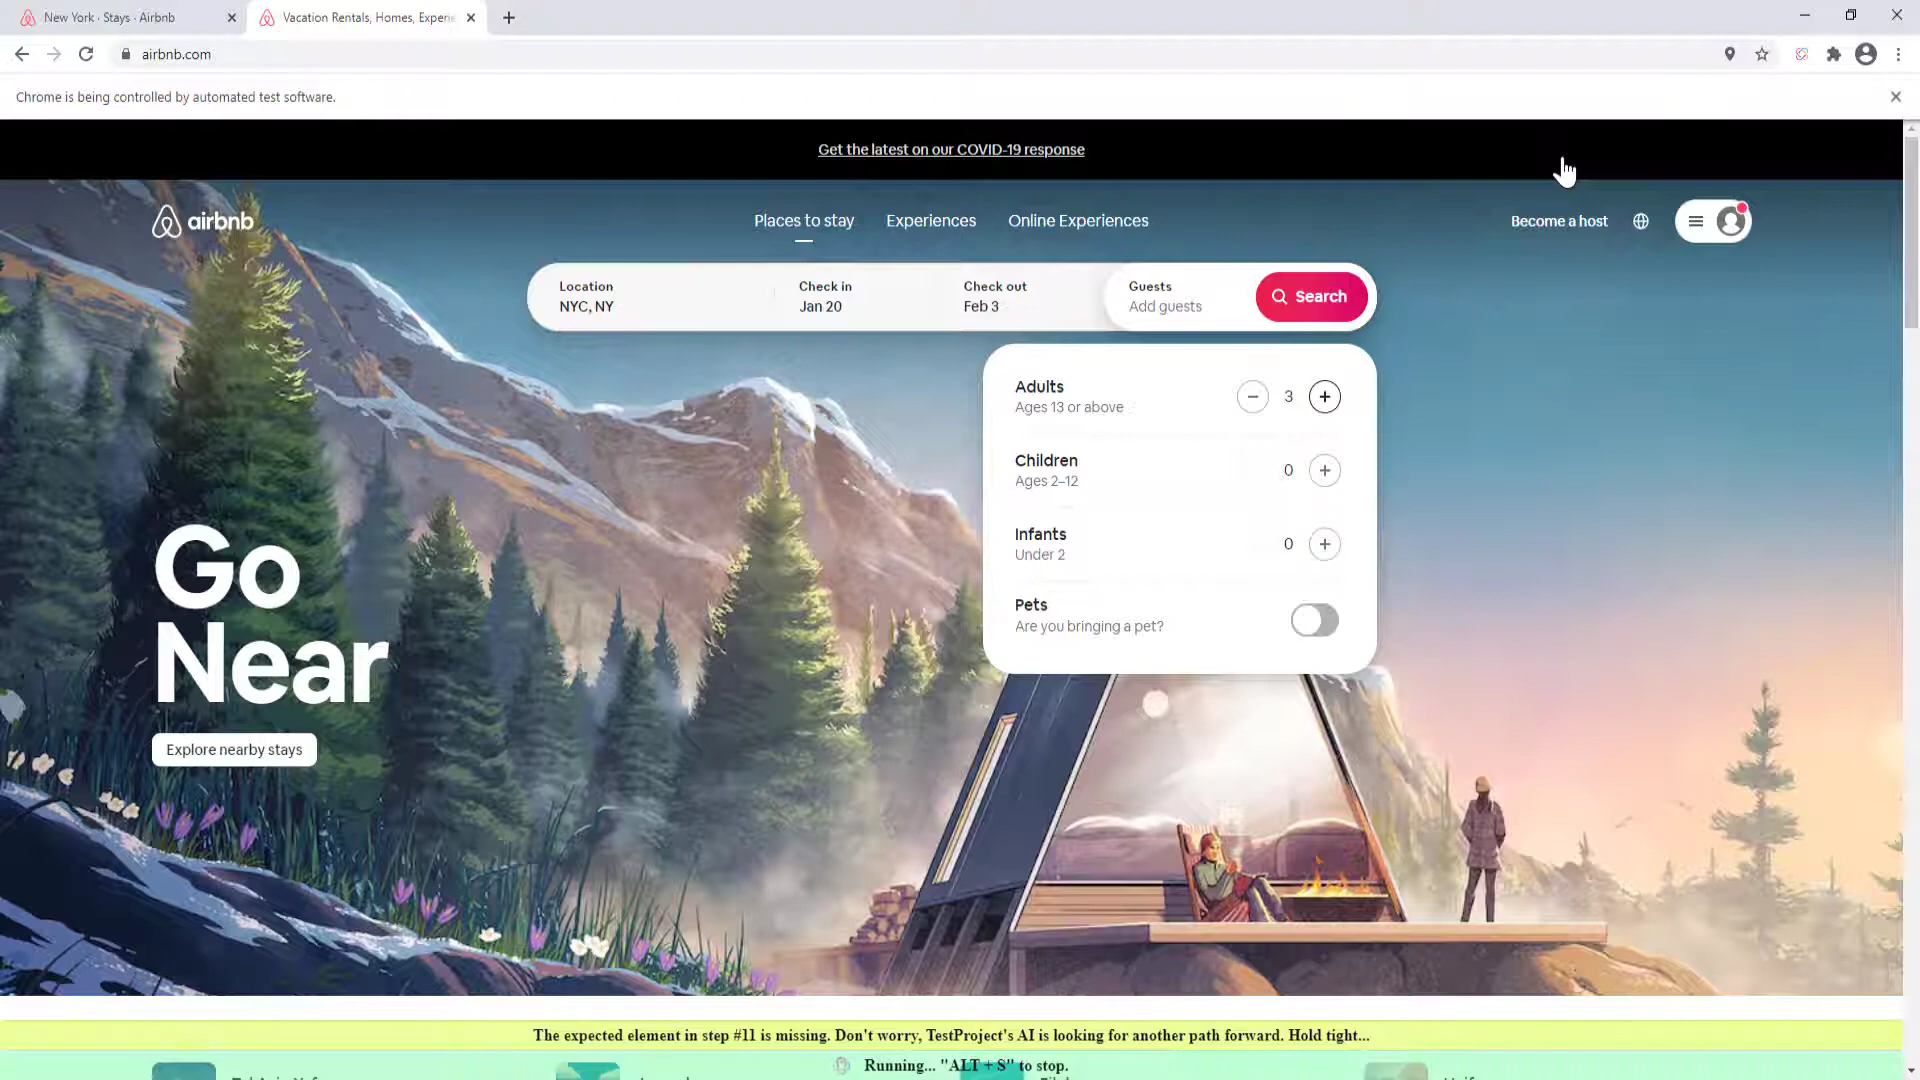 New York · Stays · Airbnb
Vacation Rentals, Homes, Experie
airbnb.com
Chrome is being controlled by automated test software.
Get the latest on our COVID-19 response
airbnb
Places to stay
Experiences
Online Experiences
Become a host
Location
NYC, NY
Check in
Jan 20
Check out
Feb 3
Guests
Add guests
Search
Adults
Ages 13 or above
3
Children
Ages 2–12
0
Infants
Under 2
0
Pets
Are you bringing a pet?
Go
Near
Explore nearby stays
The expected element in step #11 is missing. Don't worry, TestProject's AI is looking for another path forward. Hold tight...
Running... "ALT + S" to stop.